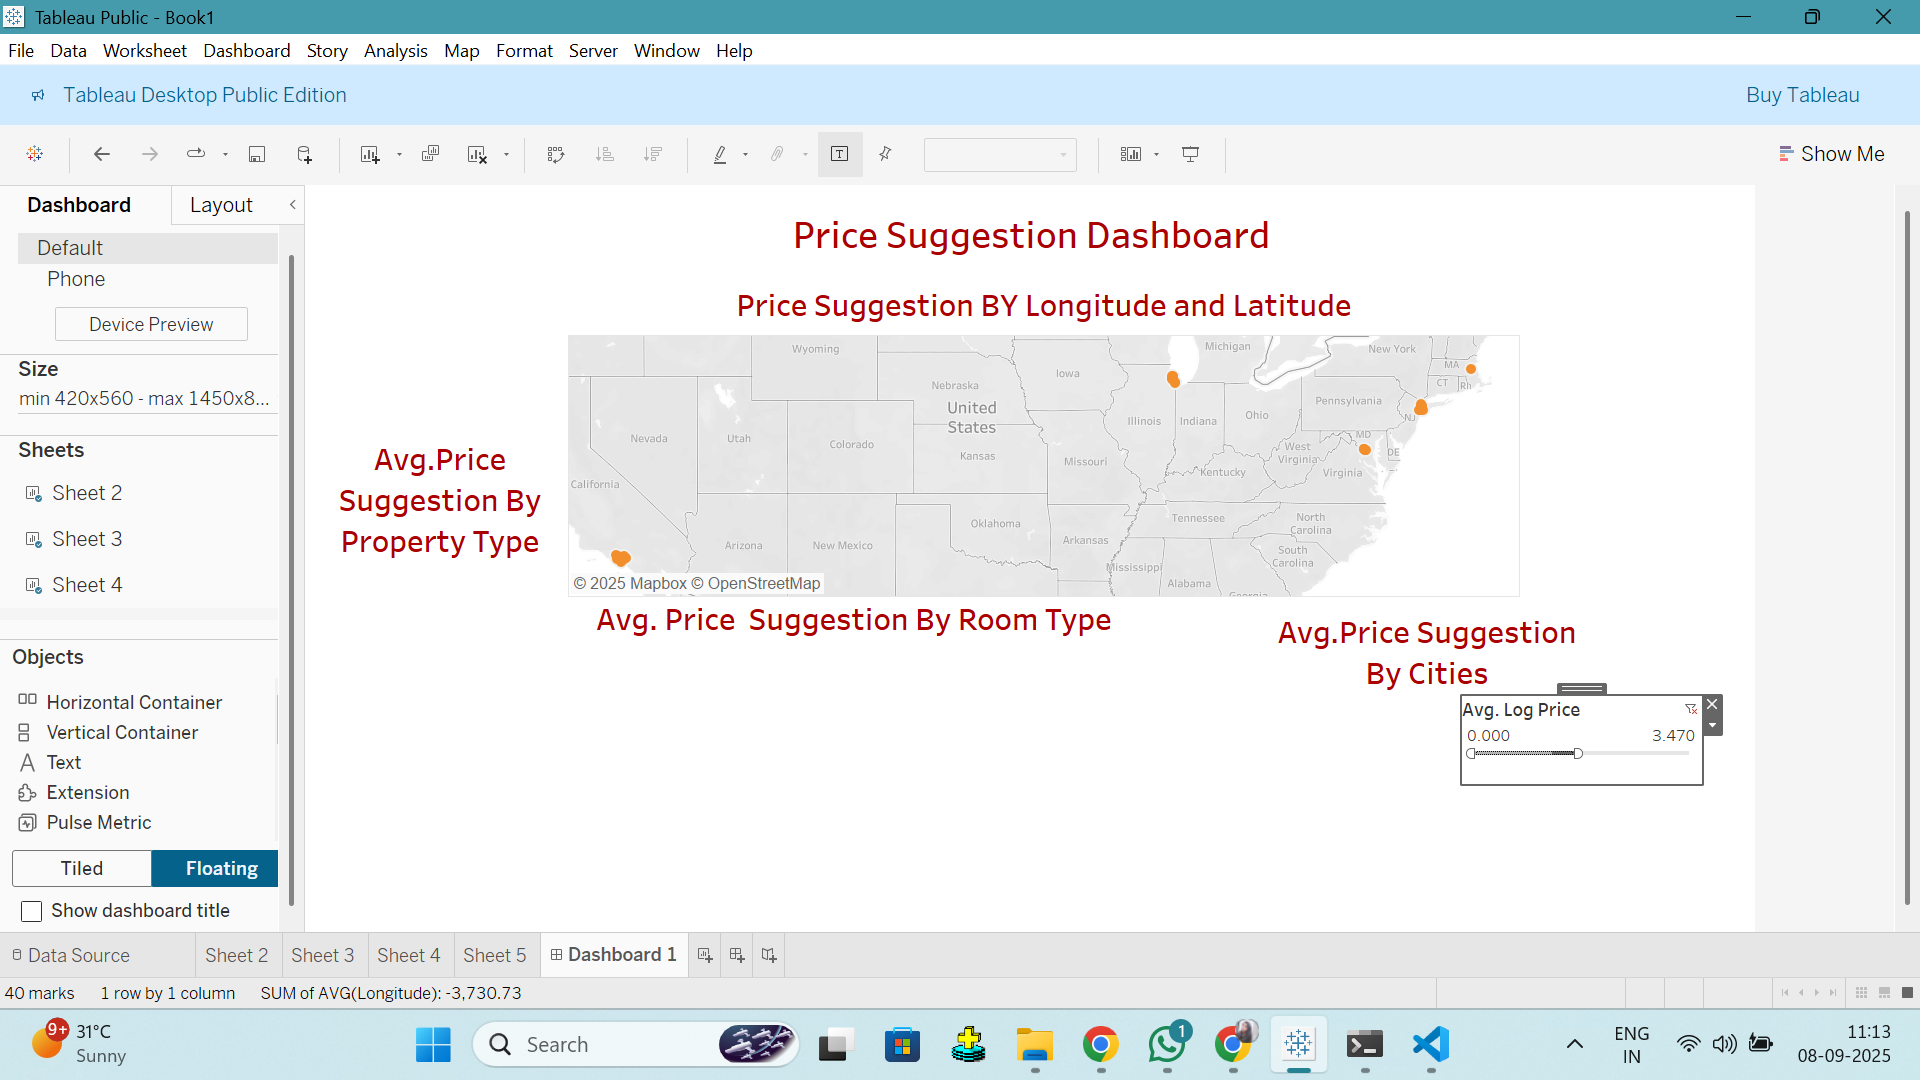 Tableau Public - Book1
File Data Worksheet Dashboard Story Analysis Map Format Server Window Help
Tableau Desktop Public Edition
Buy Tableau
Show Me
Dashboard
Layout
Default
Phone
Device Preview
Size
min 420x560 - max 1450x8...
Sheets
Sheet 2
Sheet 3
Sheet 4
Objects
Horizontal Container
Vertical Container
Text
Extension
Pulse Metric
Tiled
Floating
Show dashboard title
Price Suggestion Dashboard
Price Suggestion BY Longitude and Latitude
Avg.Price
Suggestion By
Property Type
Wyoming
Michigan
New York
MA
Iowa
Nebraska
CT
RI
Pennsylvania
United
States
Illinois
Indiana
Ohio
NJ
Nevada
Utah
Colorado
MD
West
Virginia
DE
Kansas
Missouri
Kentucky
Virginia
California
Tennessee
North
Carolina
Oklahoma
Arizona
New Mexico
Arkansas
South
Carolina
Mississippi
Alabama
Georgia
© 2025 Mapbox © OpenStreetMap
Avg. Price  Suggestion By Room Type
Avg.Price Suggestion
By Cities
Avg. Log Price
0.000
3.470
Data Source
Sheet 2
Sheet 3
Sheet 4
Sheet 5
Dashboard 1
40 marks
1 row by 1 column
SUM of AVG(Longitude): -3,730.73
9+
31°C
Sunny
Search
1
ENG
IN
11:13
08-09-2025